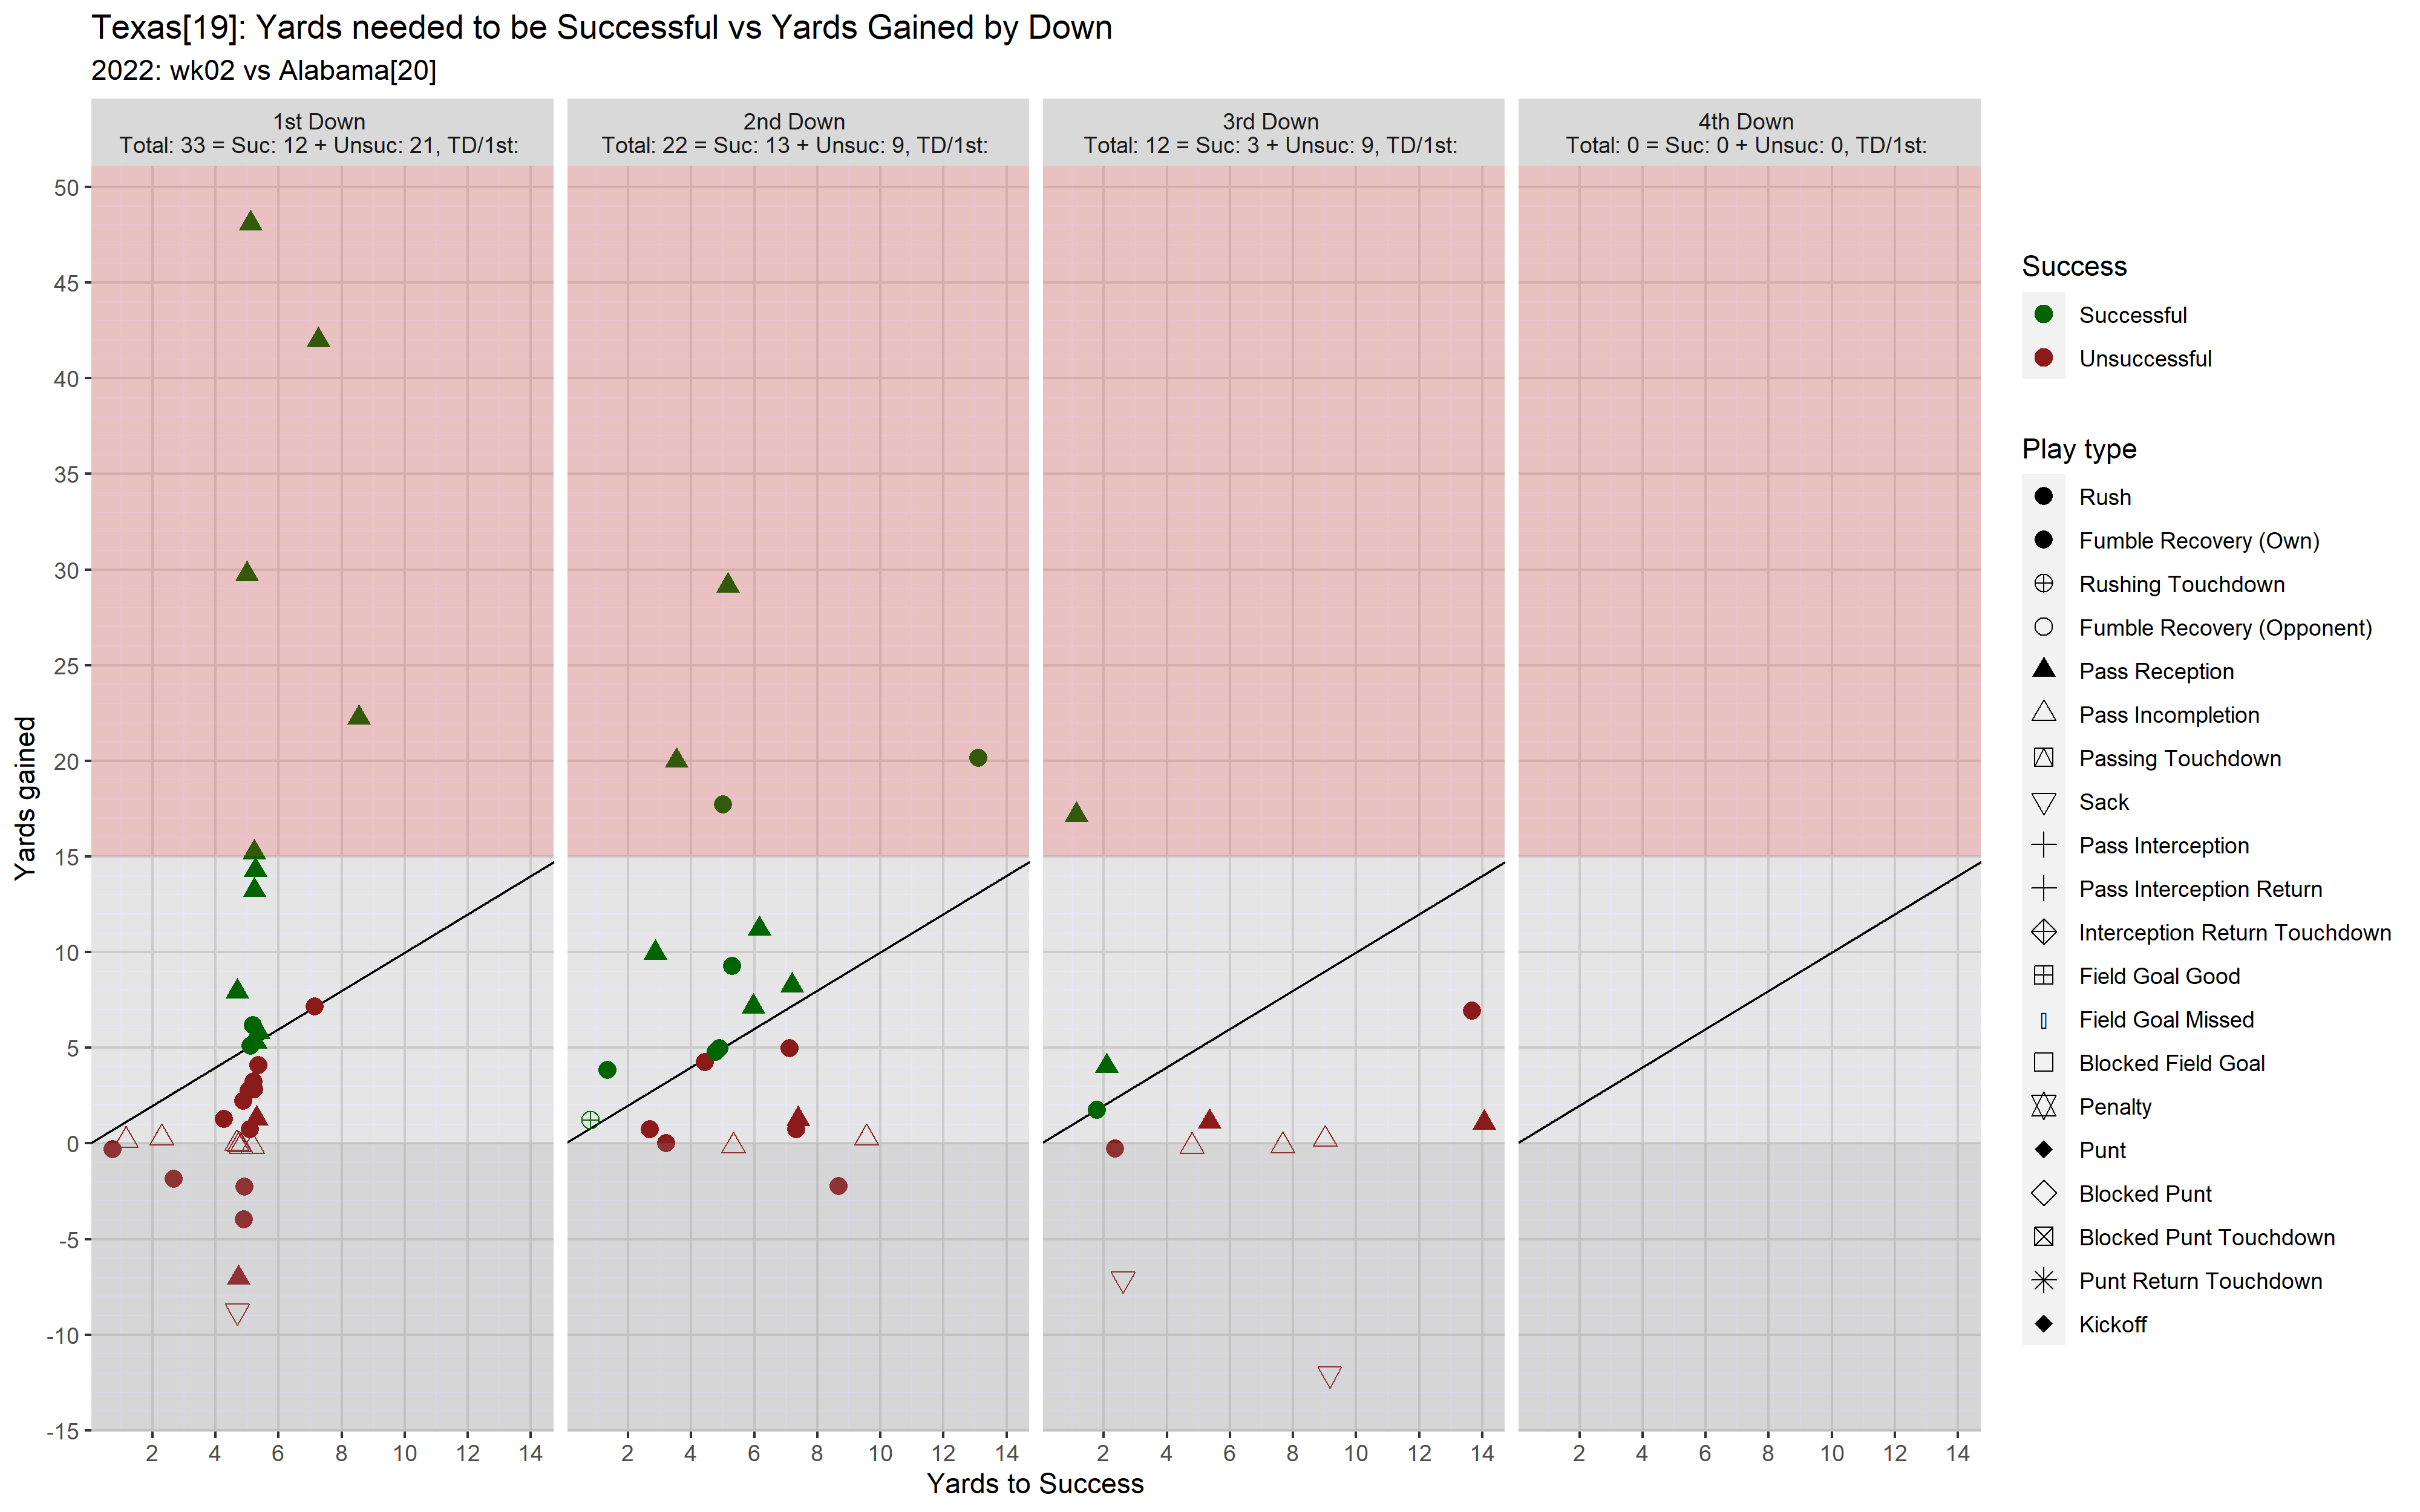 Texas[19]: Yards needed to be Successful vs Yards Gained by Down
2022: wk02 vs Alabama[20]
1st Down
Total: 33 = Suc: 12 + Unsuc: 21, TD/1st:
2nd Down
Total: 22 = Suc: 13 + Unsuc: 9, TD/1st:
3rd Down
Total: 12 = Suc: 3 + Unsuc: 9, TD/1st:
4th Down
Total: 0 = Suc: 0 + Unsuc: 0, TD/1st:
Yards gained
50
45
40
35
30
25
20
15
10
5
0
-5
-10
-15
2 4 6 8 10 12 14
2 4 6 8 10 12 14
2 4 6 8 10 12 14
2 4 6 8 10 12 14
Yards to Success
Success
Successful
Unsuccessful
Play type
Rush
Fumble Recovery (Own)
Rushing Touchdown
Fumble Recovery (Opponent)
Pass Reception
Pass Incompletion
Passing Touchdown
Sack
Pass Interception
Pass Interception Return
Interception Return Touchdown
Field Goal Good
Field Goal Missed
Blocked Field Goal
Penalty
Punt
Blocked Punt
Blocked Punt Touchdown
Punt Return Touchdown
Kickoff